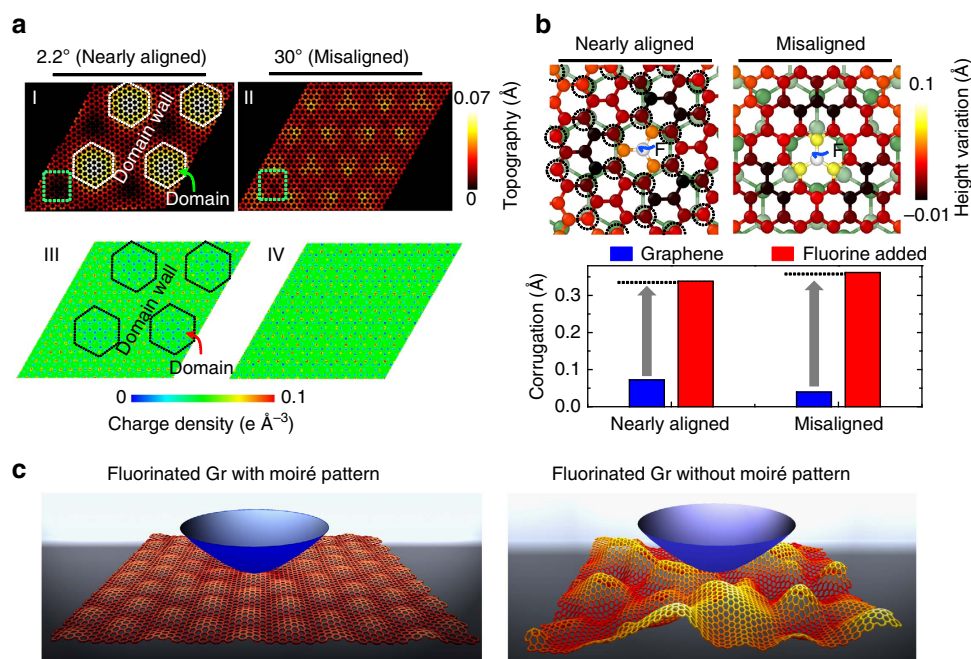 a
2.2° (Nearly aligned)
30° (Misaligned)
I
II
Domain wall
Domain
0.07
0
Topography (Å)
III
IV
Domain wall
Domain
0
0.1
Charge density (e Å⁻³)
b
Nearly aligned
Misaligned
F
F
0.1
–0.01
Height variation (Å)
Graphene
Fluorine added
Corrugation (Å)
0.3
0.2
0.1
0.0
Nearly aligned
Misaligned
c
Fluorinated Gr with moiré pattern
Fluorinated Gr without moiré pattern